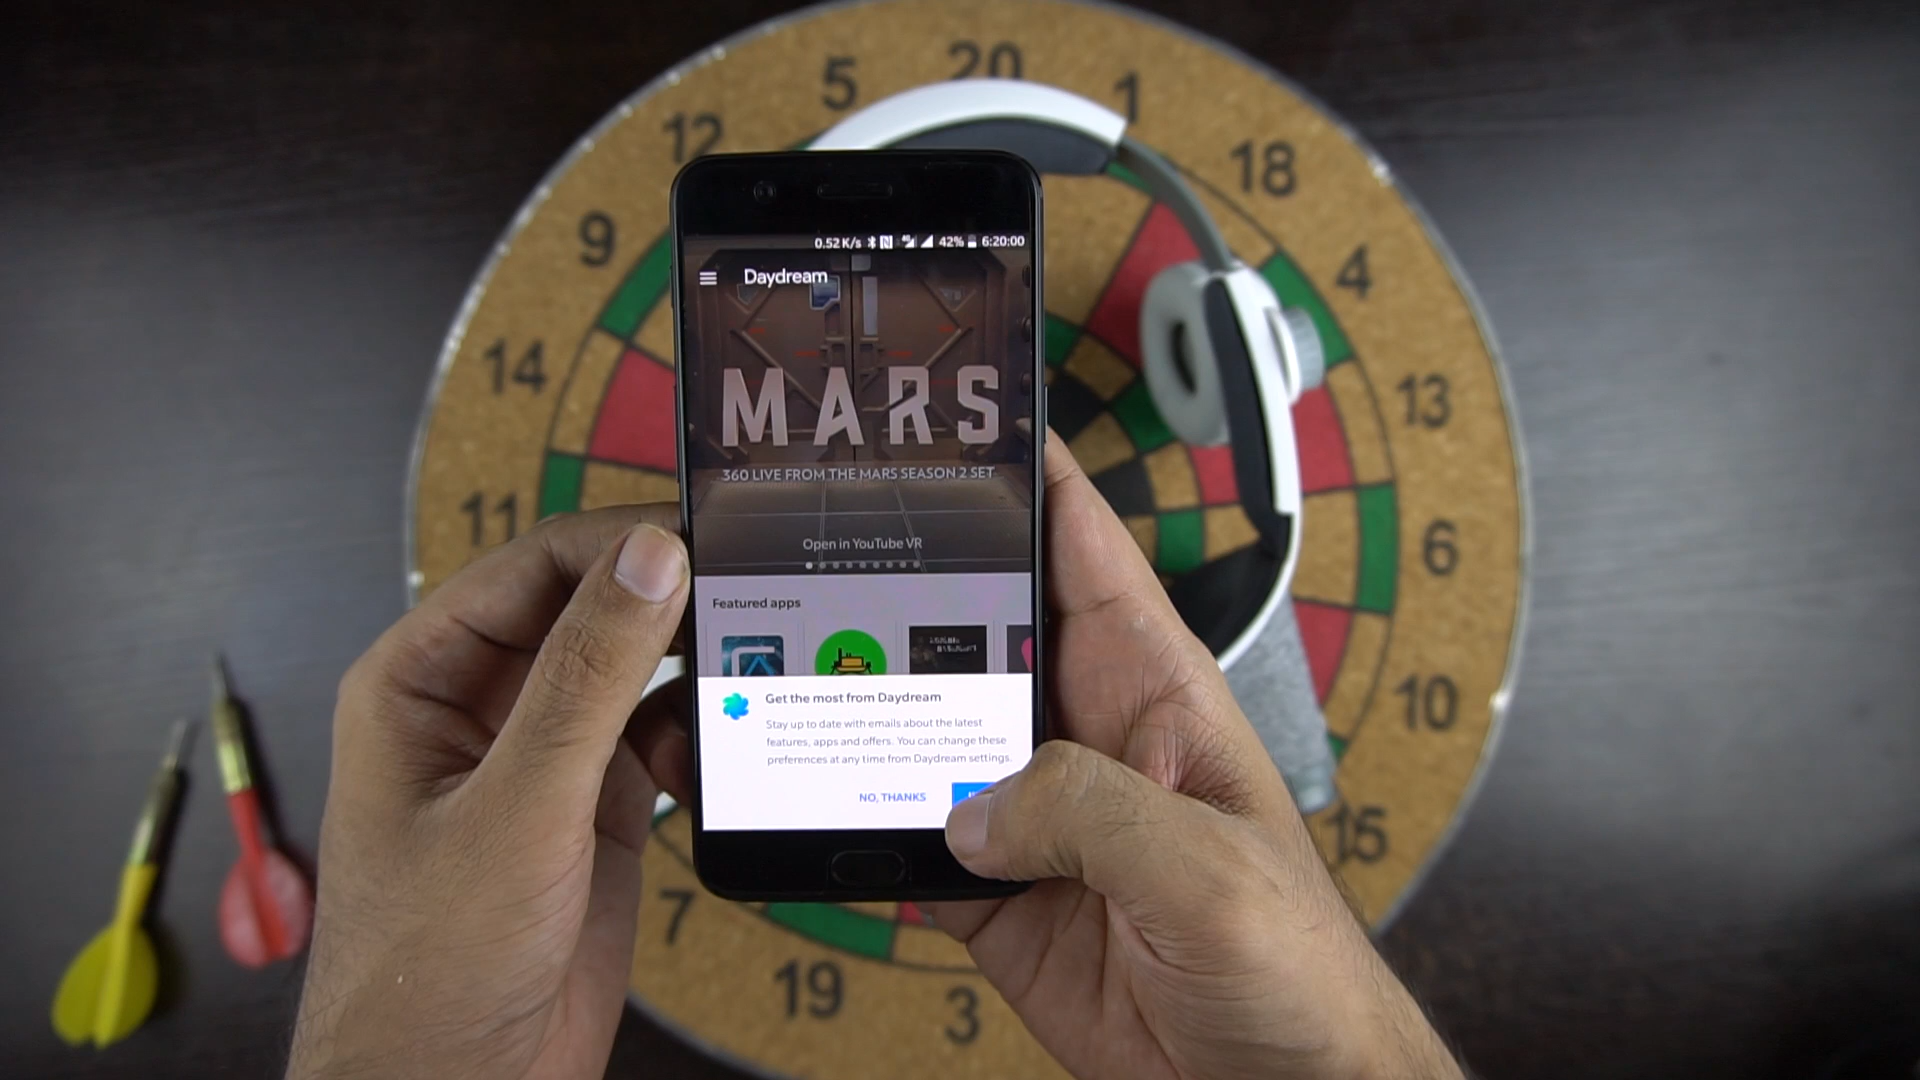 5
20
1
12
18
9
4
14
13
11
6
10
15
7
19
3
0.52 K/s 42% 6:20:00
Daydream
MARS
360 LIVE FROM THE MARS SEASON 2 SET
Open in YouTube VR
Featured apps
Get the most from Daydream
Stay up to date with emails about the latest
features, apps and offers. You can change these
preferences at any time from Daydream settings.
NO, THANKS